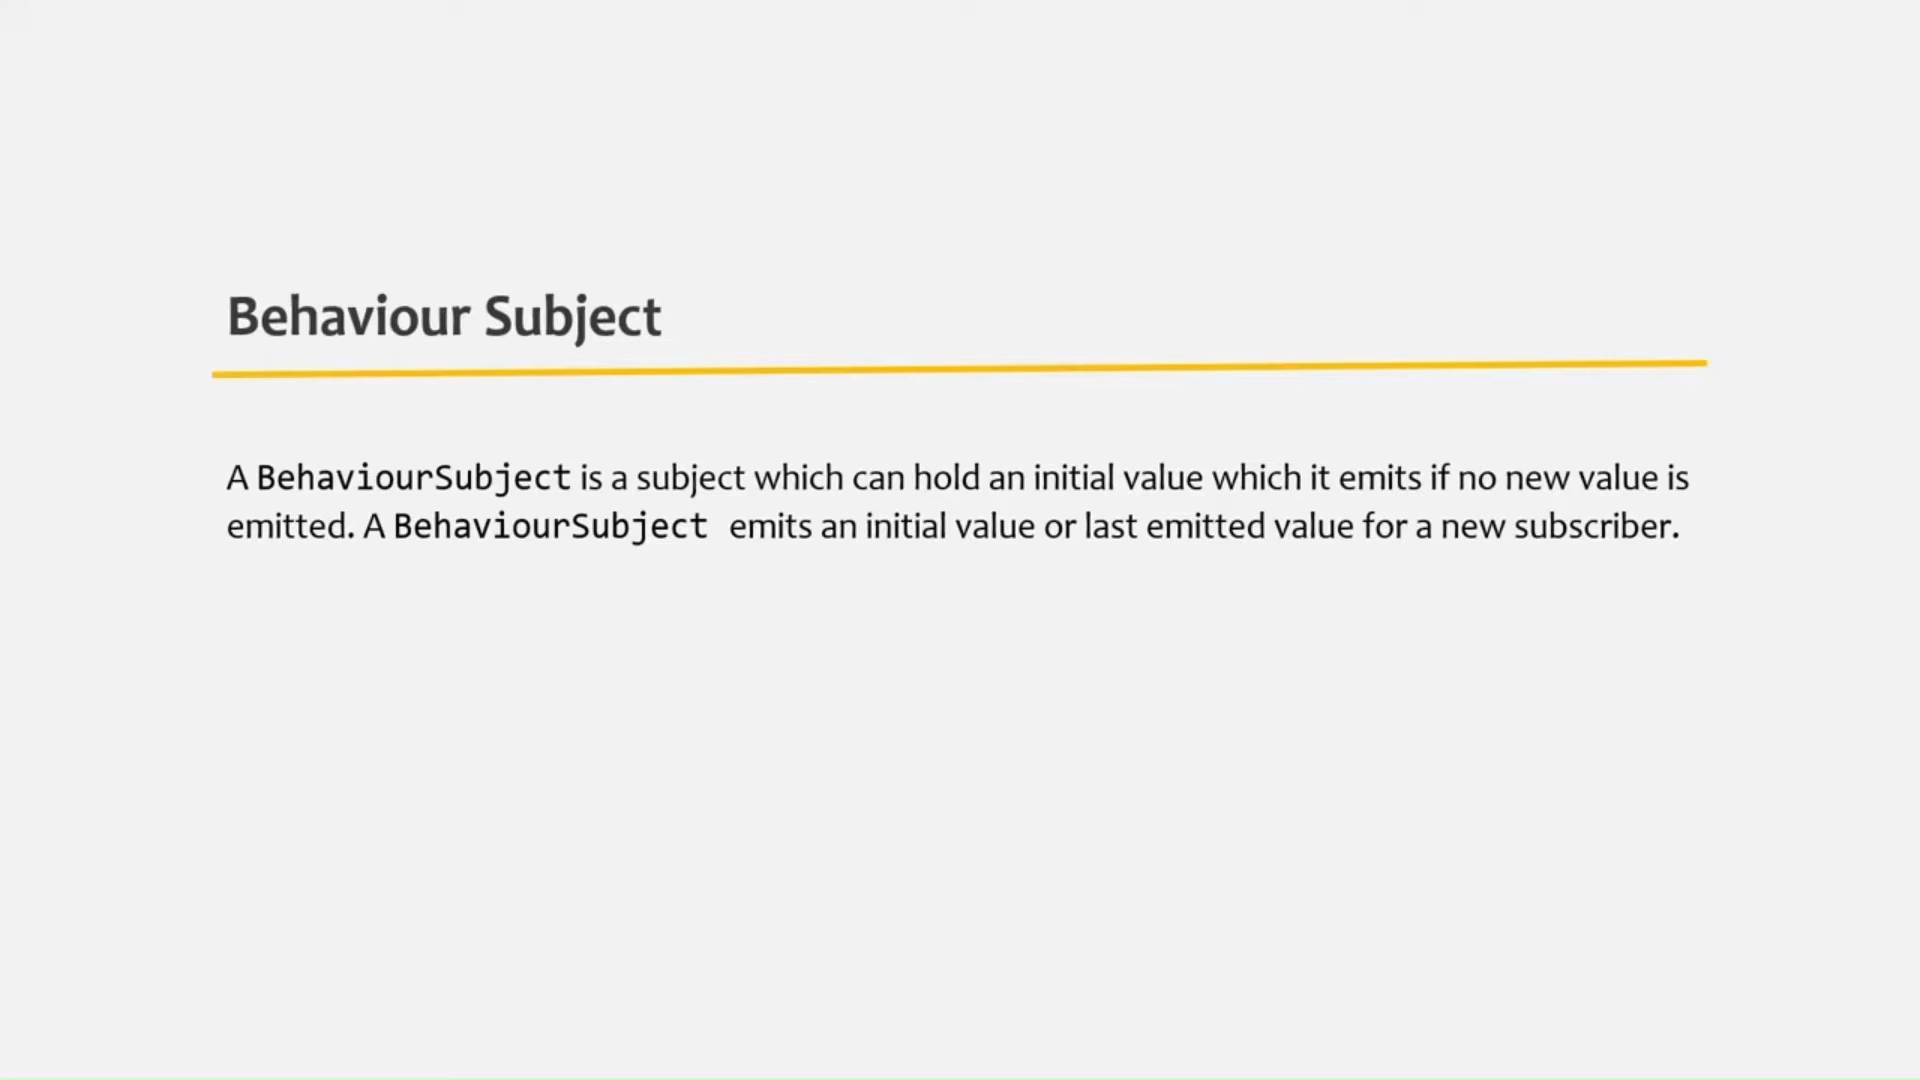 Behaviour Subject
A BehaviourSubject is a subject which can hold an initial value which it emits if no new value is
emitted. A BehaviourSubject emits an initial value or last emitted value for a new subscriber.